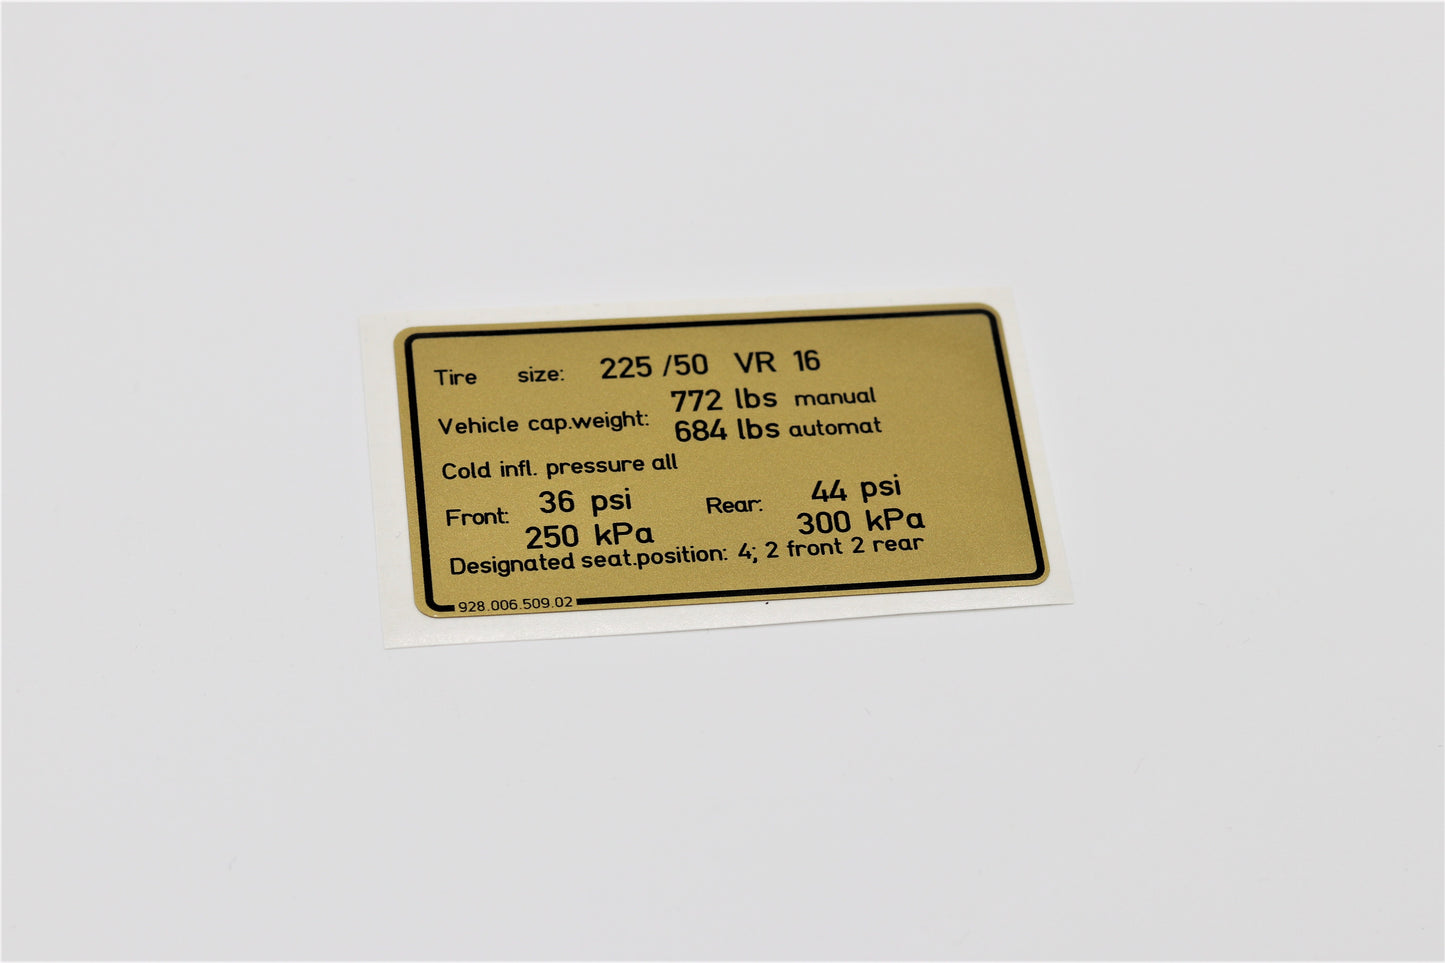 Tire size: 225 /50 VR 16
Vehicle cap.weight: 772 lbs manual
684 lbs automat
Cold infl. pressure all
Front: 36 psi Rear: 44 psi
250 kPa 300 kPa
Designated seat.position: 4; 2 front 2 rear
928.006.509.02